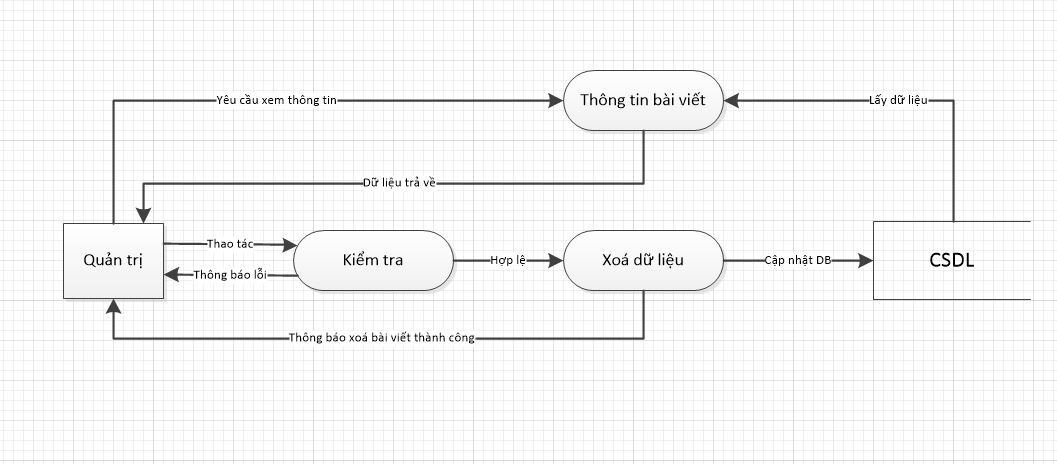 Yêu cầu xem thông tin
Thông tin bài viết
Lấy dữ liệu
Dữ liệu trả về
Quản trị
Thao tác
Thông báo lỗi
Kiểm tra
Hợp lệ
Xoá dữ liệu
Cập nhật DB
CSDL
Thông báo xoá bài viết thành công